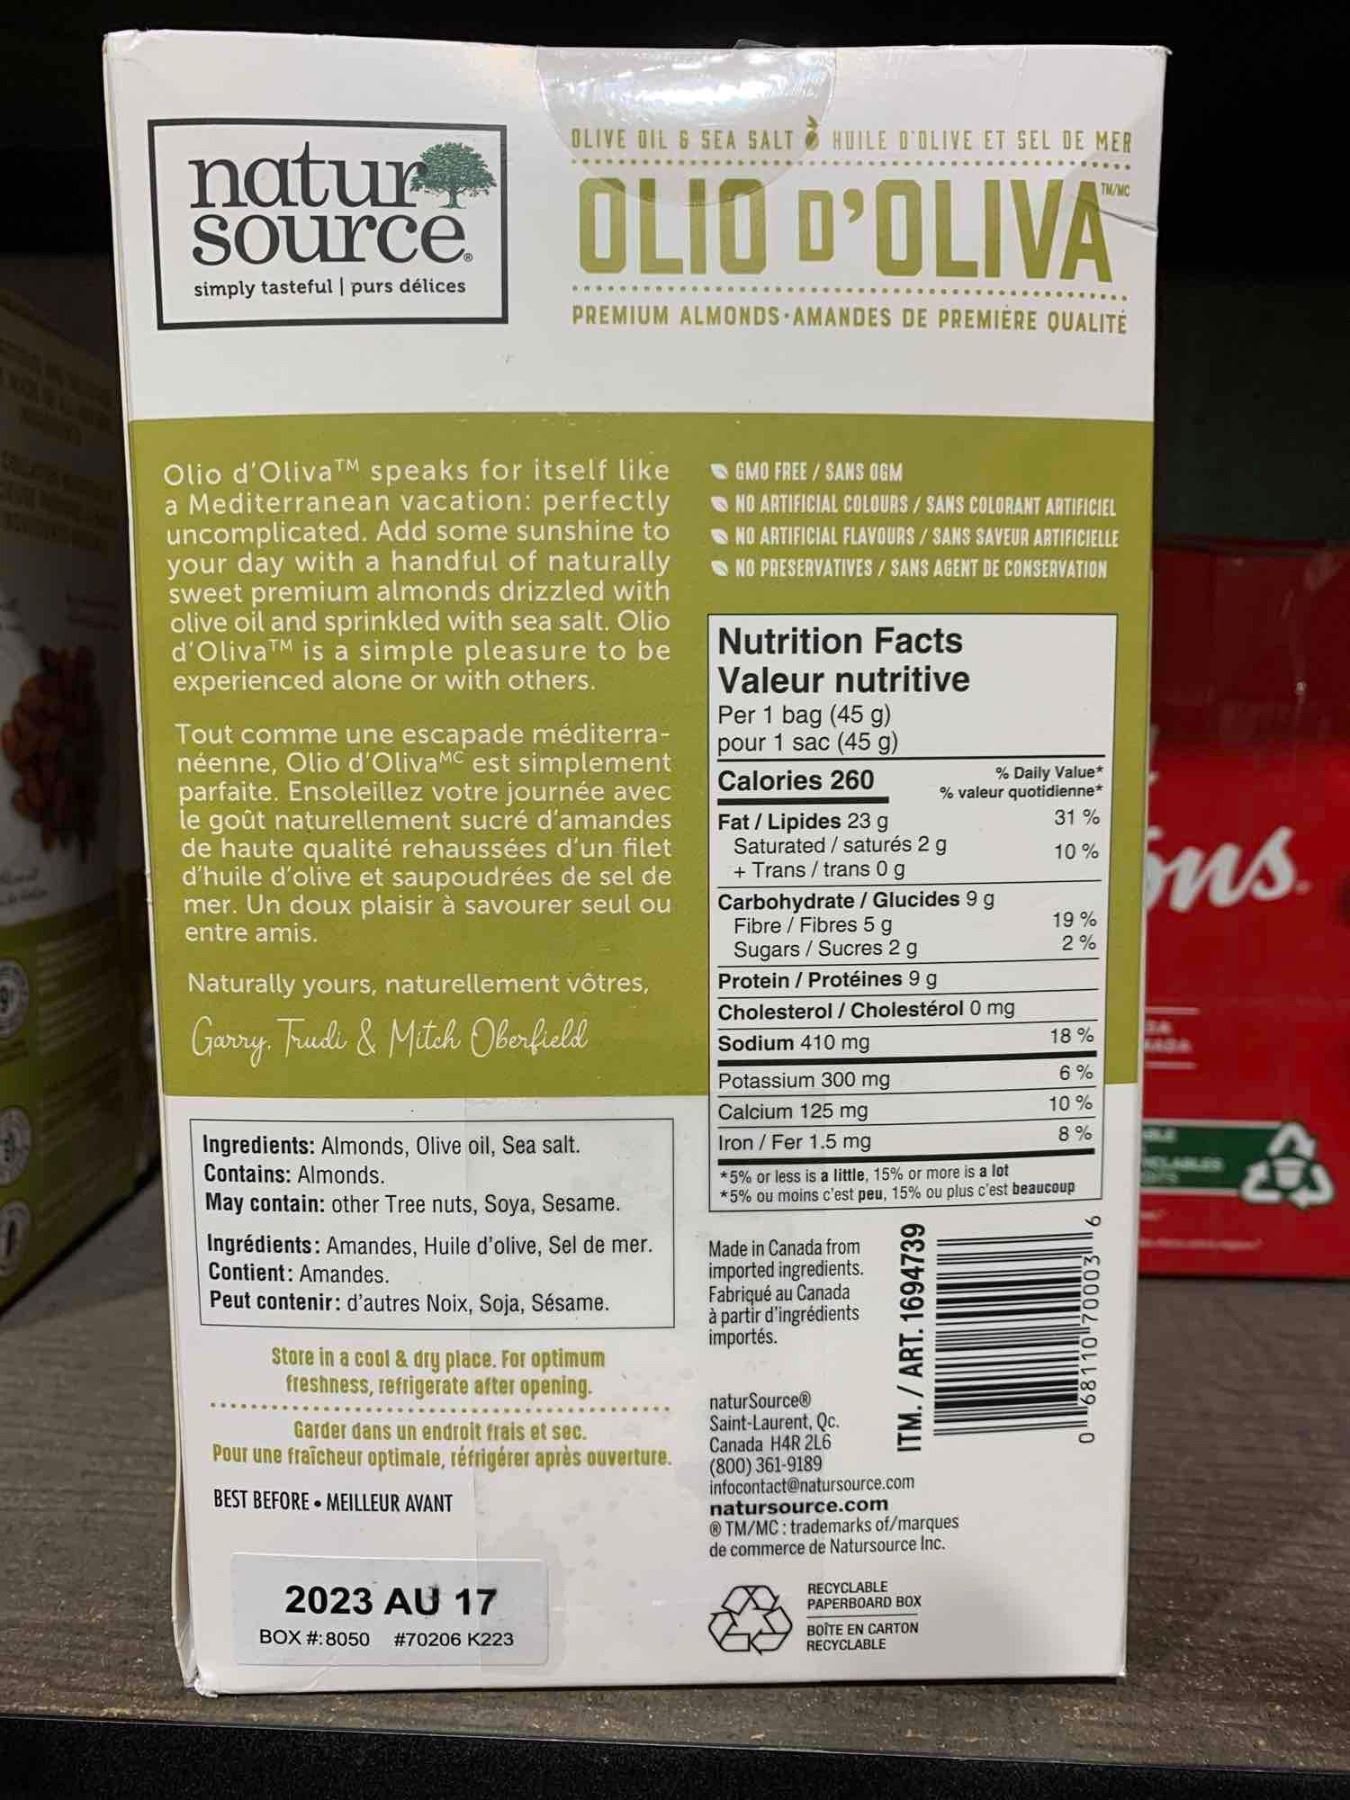 natur
source®
simply tasteful | purs délices
OLIVE OIL & SEA SALT HUILE D'OLIVE ET SEL DE MER
OLIO D'OLIVA TM/MC
PREMIUM ALMONDS·AMANDES DE PREMIÈRE QUALITÉ
Olio d'Oliva™ speaks for itself like
a Mediterranean vacation: perfectly
uncomplicated. Add some sunshine to
your day with a handful of naturally
sweet premium almonds drizzled with
olive oil and sprinkled with sea salt. Olio
d'Oliva™ is a simple pleasure to be
experienced alone or with others.
Tout comme une escapade méditerra-
néenne, Olio d'Oliva MC est simplement
parfaite. Ensoleillez votre journée avec
le goût naturellement sucré d'amandes
de haute qualité rehaussées d'un filet
d'huile d'olive et saupoudrées de sel de
mer. Un doux plaisir à savourer seul ou
entre amis.
Naturally yours, naturellement vôtres,
Garry, Trudi & Mitch Oberfield
GMO FREE / SANS OGM
NO ARTIFICIAL COLOURS / SANS COLORANT ARTIFICIEL
NO ARTIFICIAL FLAVOURS / SANS SAVEUR ARTIFICIELLE
NO PRESERVATIVES / SANS AGENT DE CONSERVATION
Nutrition Facts
Valeur nutritive
Per 1 bag (45 g)
pour 1 sac (45 g)
Calories 260 % Daily Value*
% valeur quotidienne*
Fat / Lipides 23 g 31 %
Saturated / saturés 2 g 10 %
+ Trans / trans 0 g
Carbohydrate / Glucides 9 g
Fibre / Fibres 5 g 19 %
Sugars / Sucres 2 g 2 %
Protein / Protéines 9 g
Cholesterol / Cholestérol 0 mg
Sodium 410 mg 18 %
Potassium 300 mg 6 %
Calcium 125 mg 10 %
Iron / Fer 1.5 mg 8 %
*5% or less is a little, 15% or more is a lot
*5% ou moins c'est peu, 15% ou plus c'est beaucoup
Ingredients: Almonds, Olive oil, Sea salt.
Contains: Almonds.
May contain: other Tree nuts, Soya, Sesame.
Ingrédients: Amandes, Huile d'olive, Sel de mer.
Contient: Amandes.
Peut contenir: d'autres Noix, Soja, Sésame.
Store in a cool & dry place. For optimum
freshness, refrigerate after opening.
Garder dans un endroit frais et sec.
Pour une fraîcheur optimale, réfrigérer après ouverture.
BEST BEFORE • MEILLEUR AVANT
2023 AU 17
BOX #:8050 #70206 K223
Made in Canada from
imported ingredients.
Fabriqué au Canada
à partir d'ingrédients
importés.
naturSource®
Saint-Laurent, Qc.
Canada H4R 2L6
(800) 361-9189
infocontact@natursource.com
natursource.com
® TM/MC : trademarks of/marques
de commerce de Natursource Inc.
ITM. / ART. 1694739
0 68110 70003 6
RECYCLABLE
PAPERBOARD BOX
BOÎTE EN CARTON
RECYCLABLE
ons